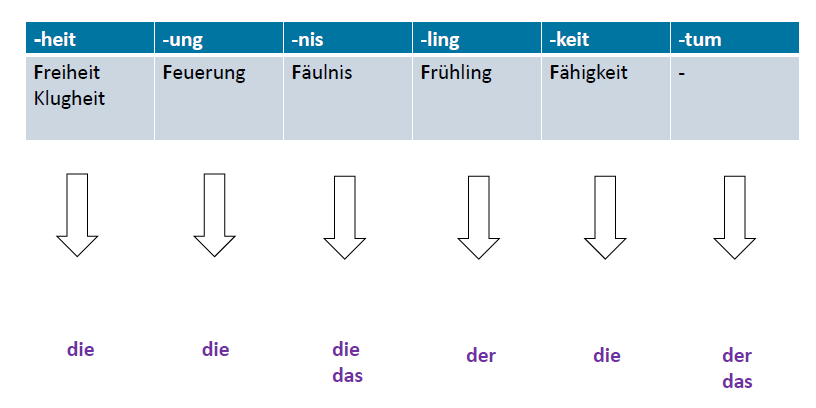 -heit -ung -nis -ling -keit -tum
Freiheit Feuerung Fäulnis Frühling Fähigkeit -
Klugheit
die die die der die der
das das